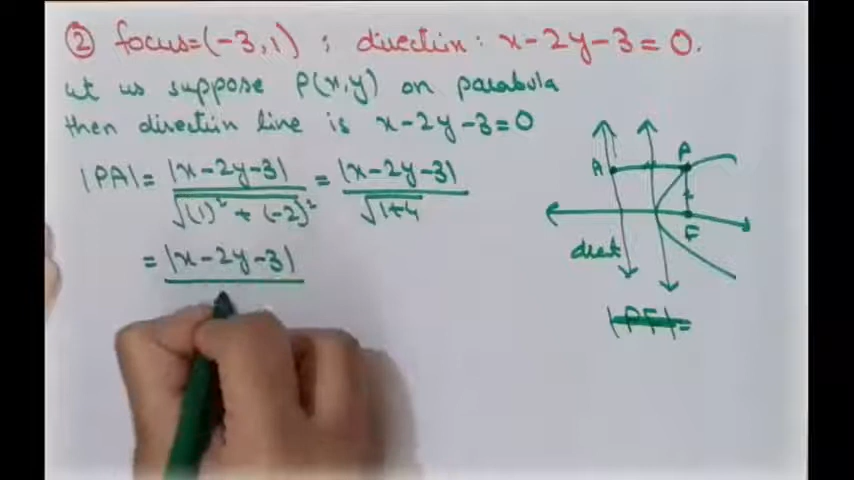 ② focus=(-3,1) ; direction: x-2y-3=0.
let us suppose P(x,y) on parabola
then direction line is x-2y-3=0
|PA|= |x-2y-3| / √(1)²+(-2)² = |x-2y-3| / √1+4
= |x-2y-3|
A
P
F
direct
|PF|=